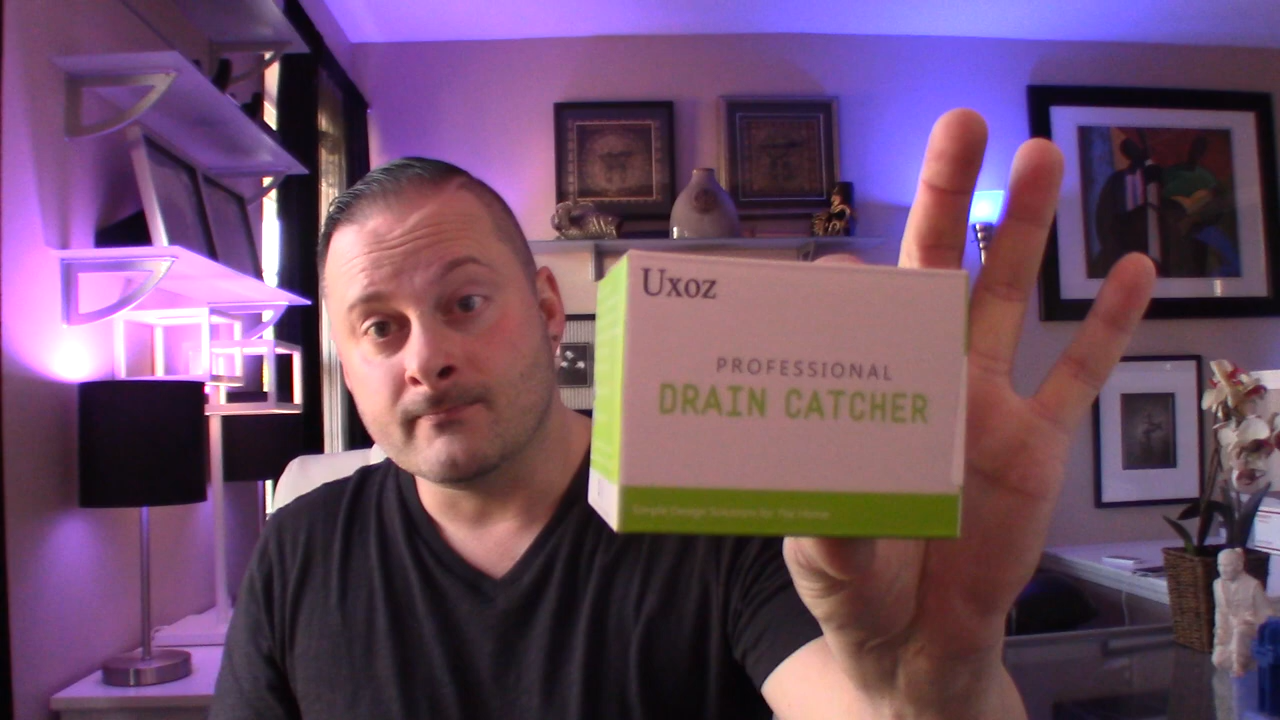 Uxoz
PROFESSIONAL
DRAIN CATCHER
Simple Design Solutions for The Home